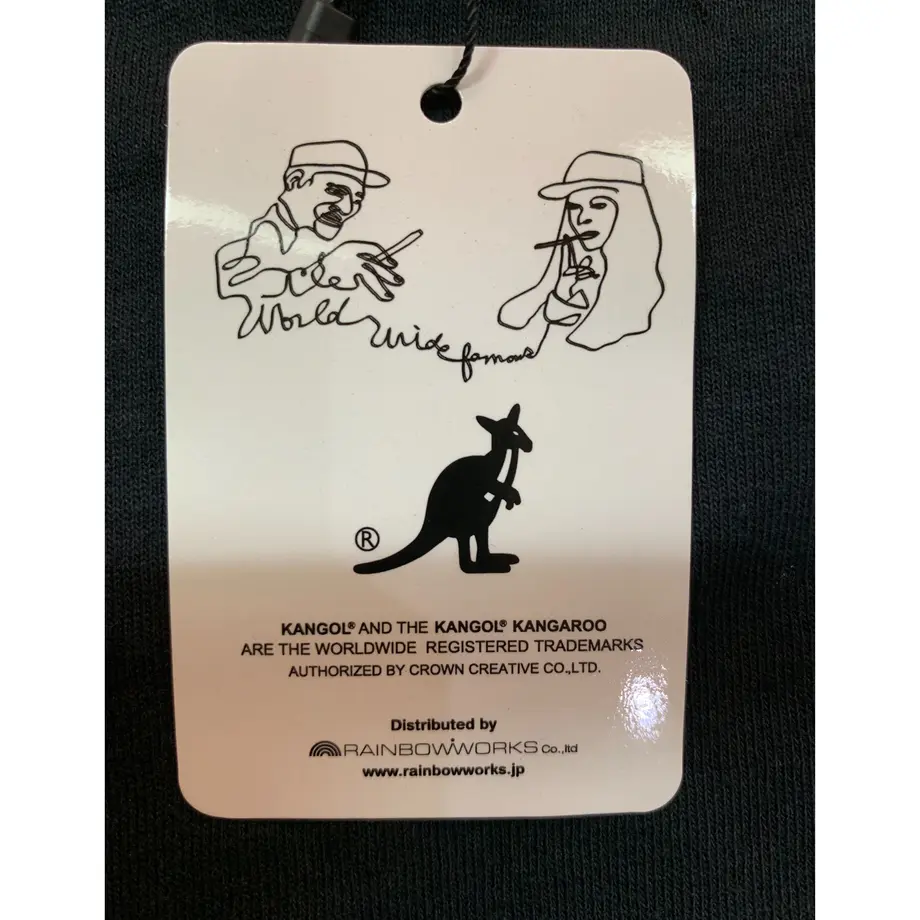 World Wide famous
®
KANGOL® AND THE KANGOL® KANGAROO
ARE THE WORLDWIDE REGISTERED TRADEMARKS
AUTHORIZED BY CROWN CREATIVE CO.,LTD.
Distributed by
RAINBOWWORKS Co.,ltd
www.rainbowworks.jp